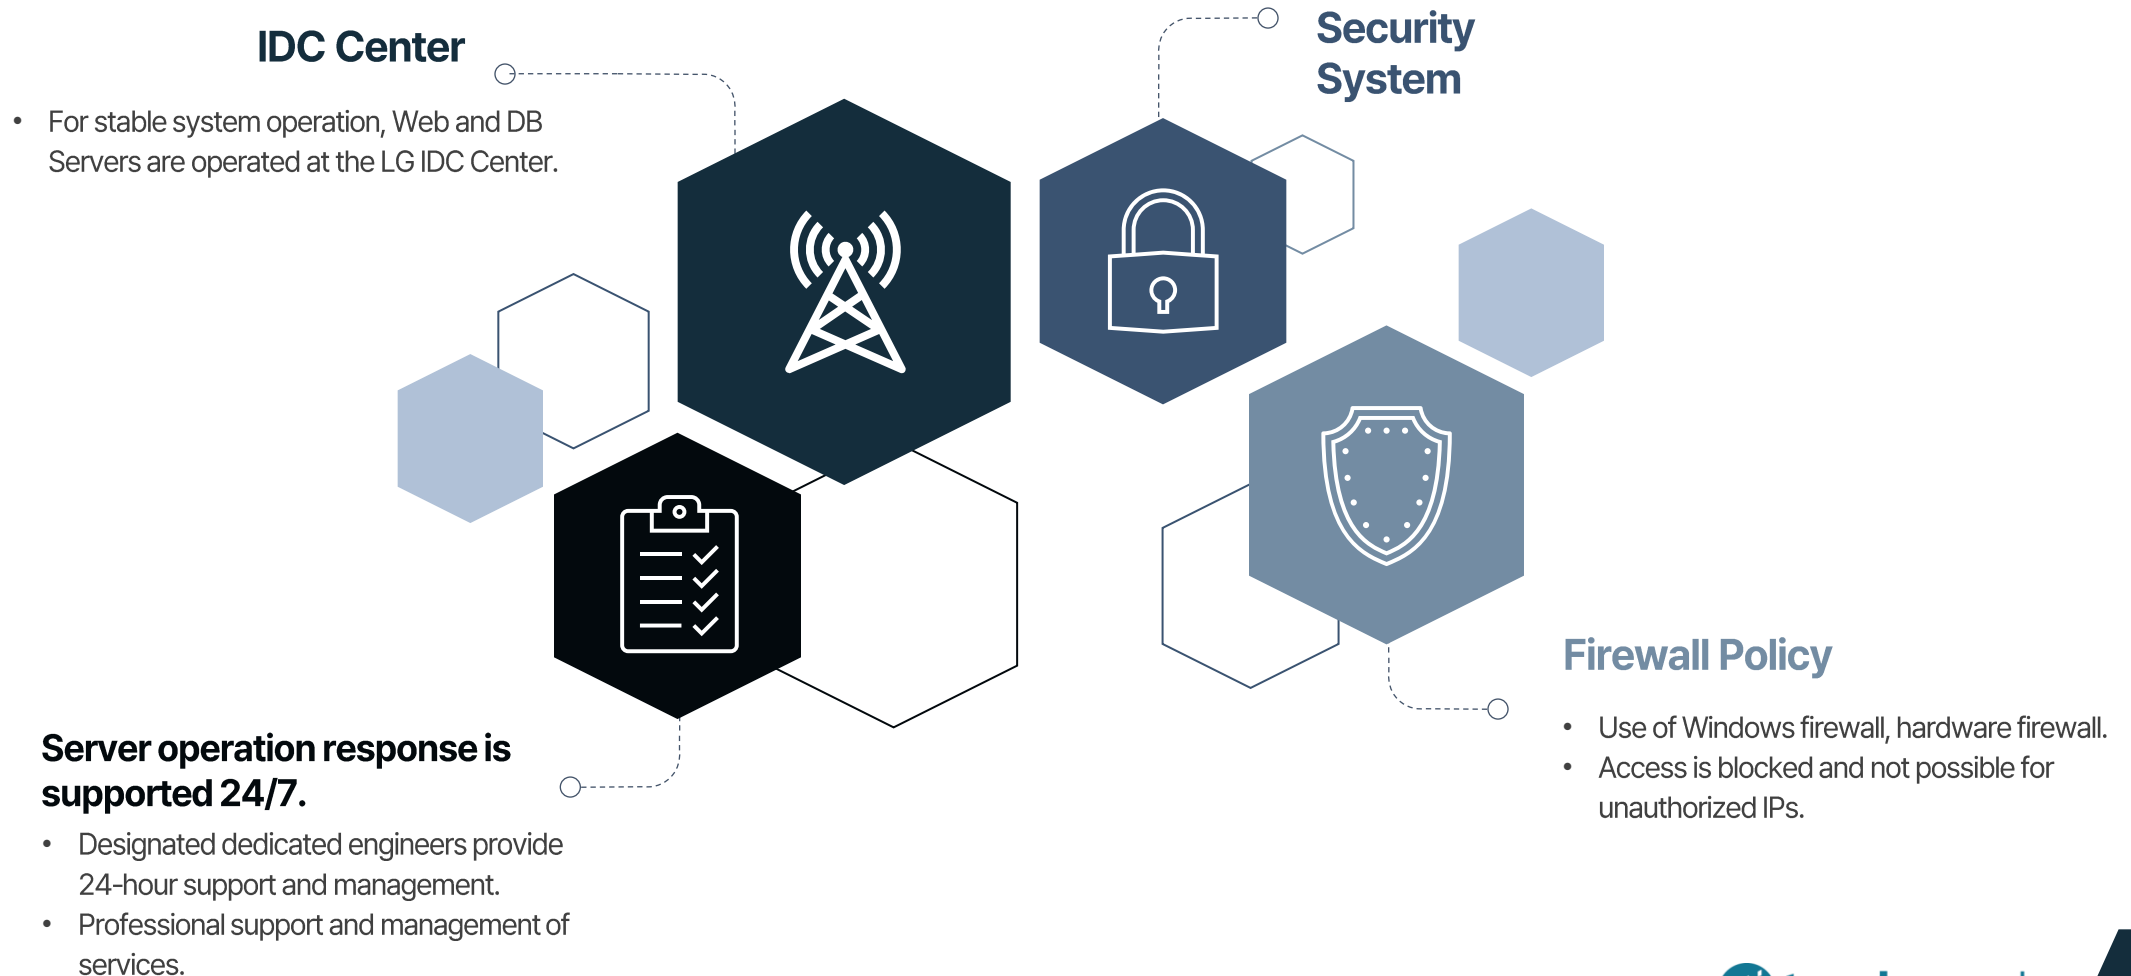 IDC Center
• For stable system operation, Web and DB
Servers are operated at the LG IDC Center.
Security
System
Firewall Policy
• Use of Windows firewall, hardware firewall.
• Access is blocked and not possible for
unauthorized IPs.
Server operation response is
supported 24/7.
• Designated dedicated engineers provide
24-hour support and management.
• Professional support and management of
services.